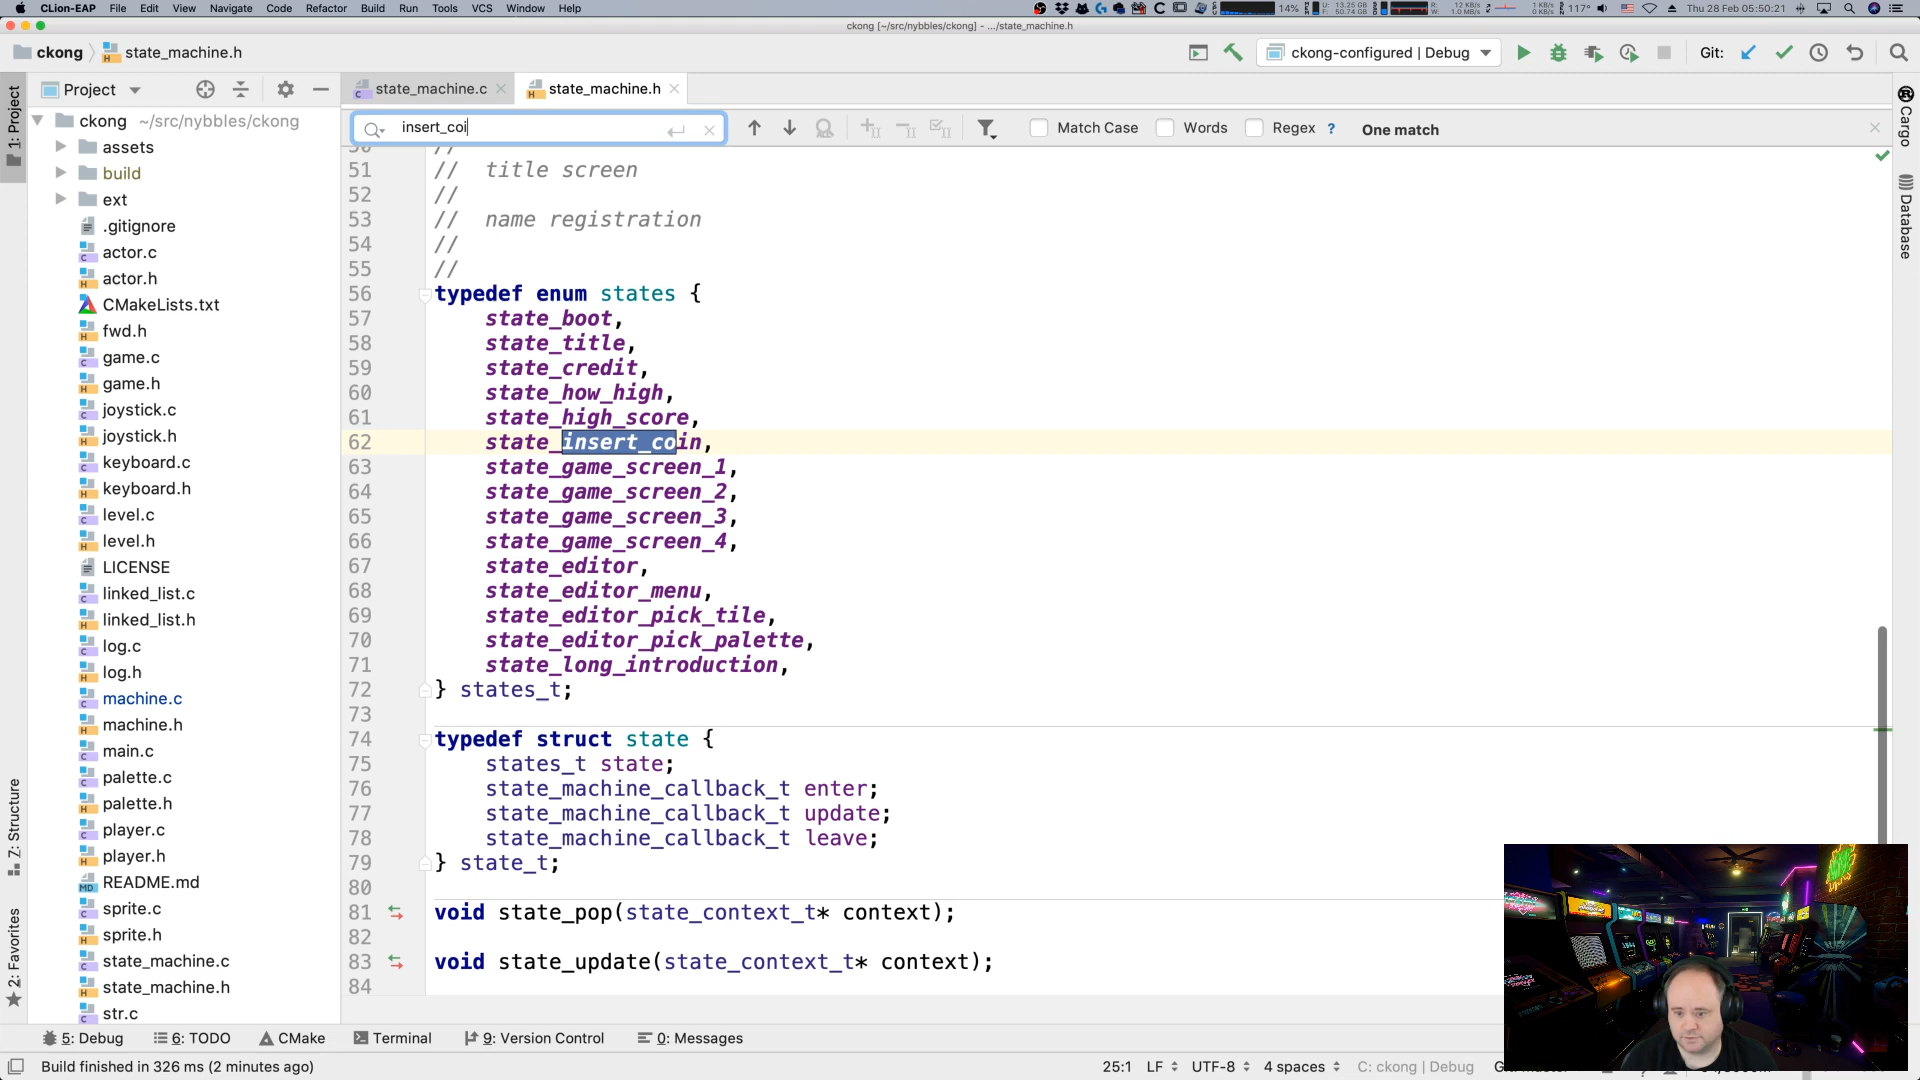 CLion-EAP File Edit View Navigate Code Refactor Build Run Tools VCS Window Help 14% Thu 28 Feb 05:50:21
ckong [~/src/nybbles/ckong] - .../state_machine.h
ckong state_machine.h ckong-configured | Debug Git:
Project state_machine.c state_machine.h
insert_coi Match Case Words Regex ? One match
1: Project
Z: Structure
2: Favorites
Cargo
Database
ckong ~/src/nybbles/ckong
assets
build
ext
.gitignore
actor.c
actor.h
CMakeLists.txt
fwd.h
game.c
game.h
joystick.c
joystick.h
keyboard.c
keyboard.h
level.c
level.h
LICENSE
linked_list.c
linked_list.h
log.c
log.h
machine.c
machine.h
main.c
palette.c
palette.h
player.c
player.h
README.md
sprite.c
sprite.h
state_machine.c
state_machine.h
str.c
50 //
51 // title screen
52 //
53 // name registration
54 //
55 //
56 typedef enum states {
57 state_boot,
58 state_title,
59 state_credit,
60 state_how_high,
61 state_high_score,
62 state_insert_coin,
63 state_game_screen_1,
64 state_game_screen_2,
65 state_game_screen_3,
66 state_game_screen_4,
67 state_editor,
68 state_editor_menu,
69 state_editor_pick_tile,
70 state_editor_pick_palette,
71 state_long_introduction,
72 } states_t;
73
74 typedef struct state {
75 states_t state;
76 state_machine_callback_t enter;
77 state_machine_callback_t update;
78 state_machine_callback_t leave;
79 } state_t;
80
81 void state_pop(state_context_t* context);
82
83 void state_update(state_context_t* context);
84
5: Debug 6: TODO CMake Terminal 9: Version Control 0: Messages
Build finished in 326 ms (2 minutes ago) 25:1 LF UTF-8 4 spaces C: ckong | Debug